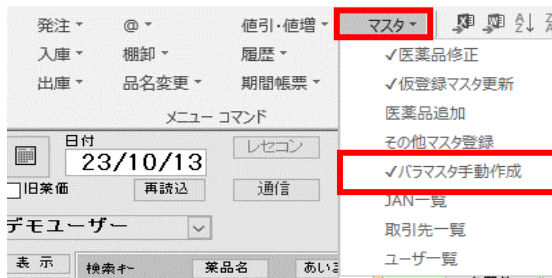 発注 @ 値引・値増 マスタ
入庫 棚卸 履歴
出庫 品名変更 期間帳票
メニュー コマンド
✓医薬品修正
✓仮登録マスタ更新
医薬品追加
その他マスタ登録
✓バラマスタ手動作成
JAN一覧
取引先一覧
ユーザ一覧
日付
23/10/13
レセコン
旧薬価 再読込 通信
デモユーザー
表 示 検索キー 薬品名 あいう